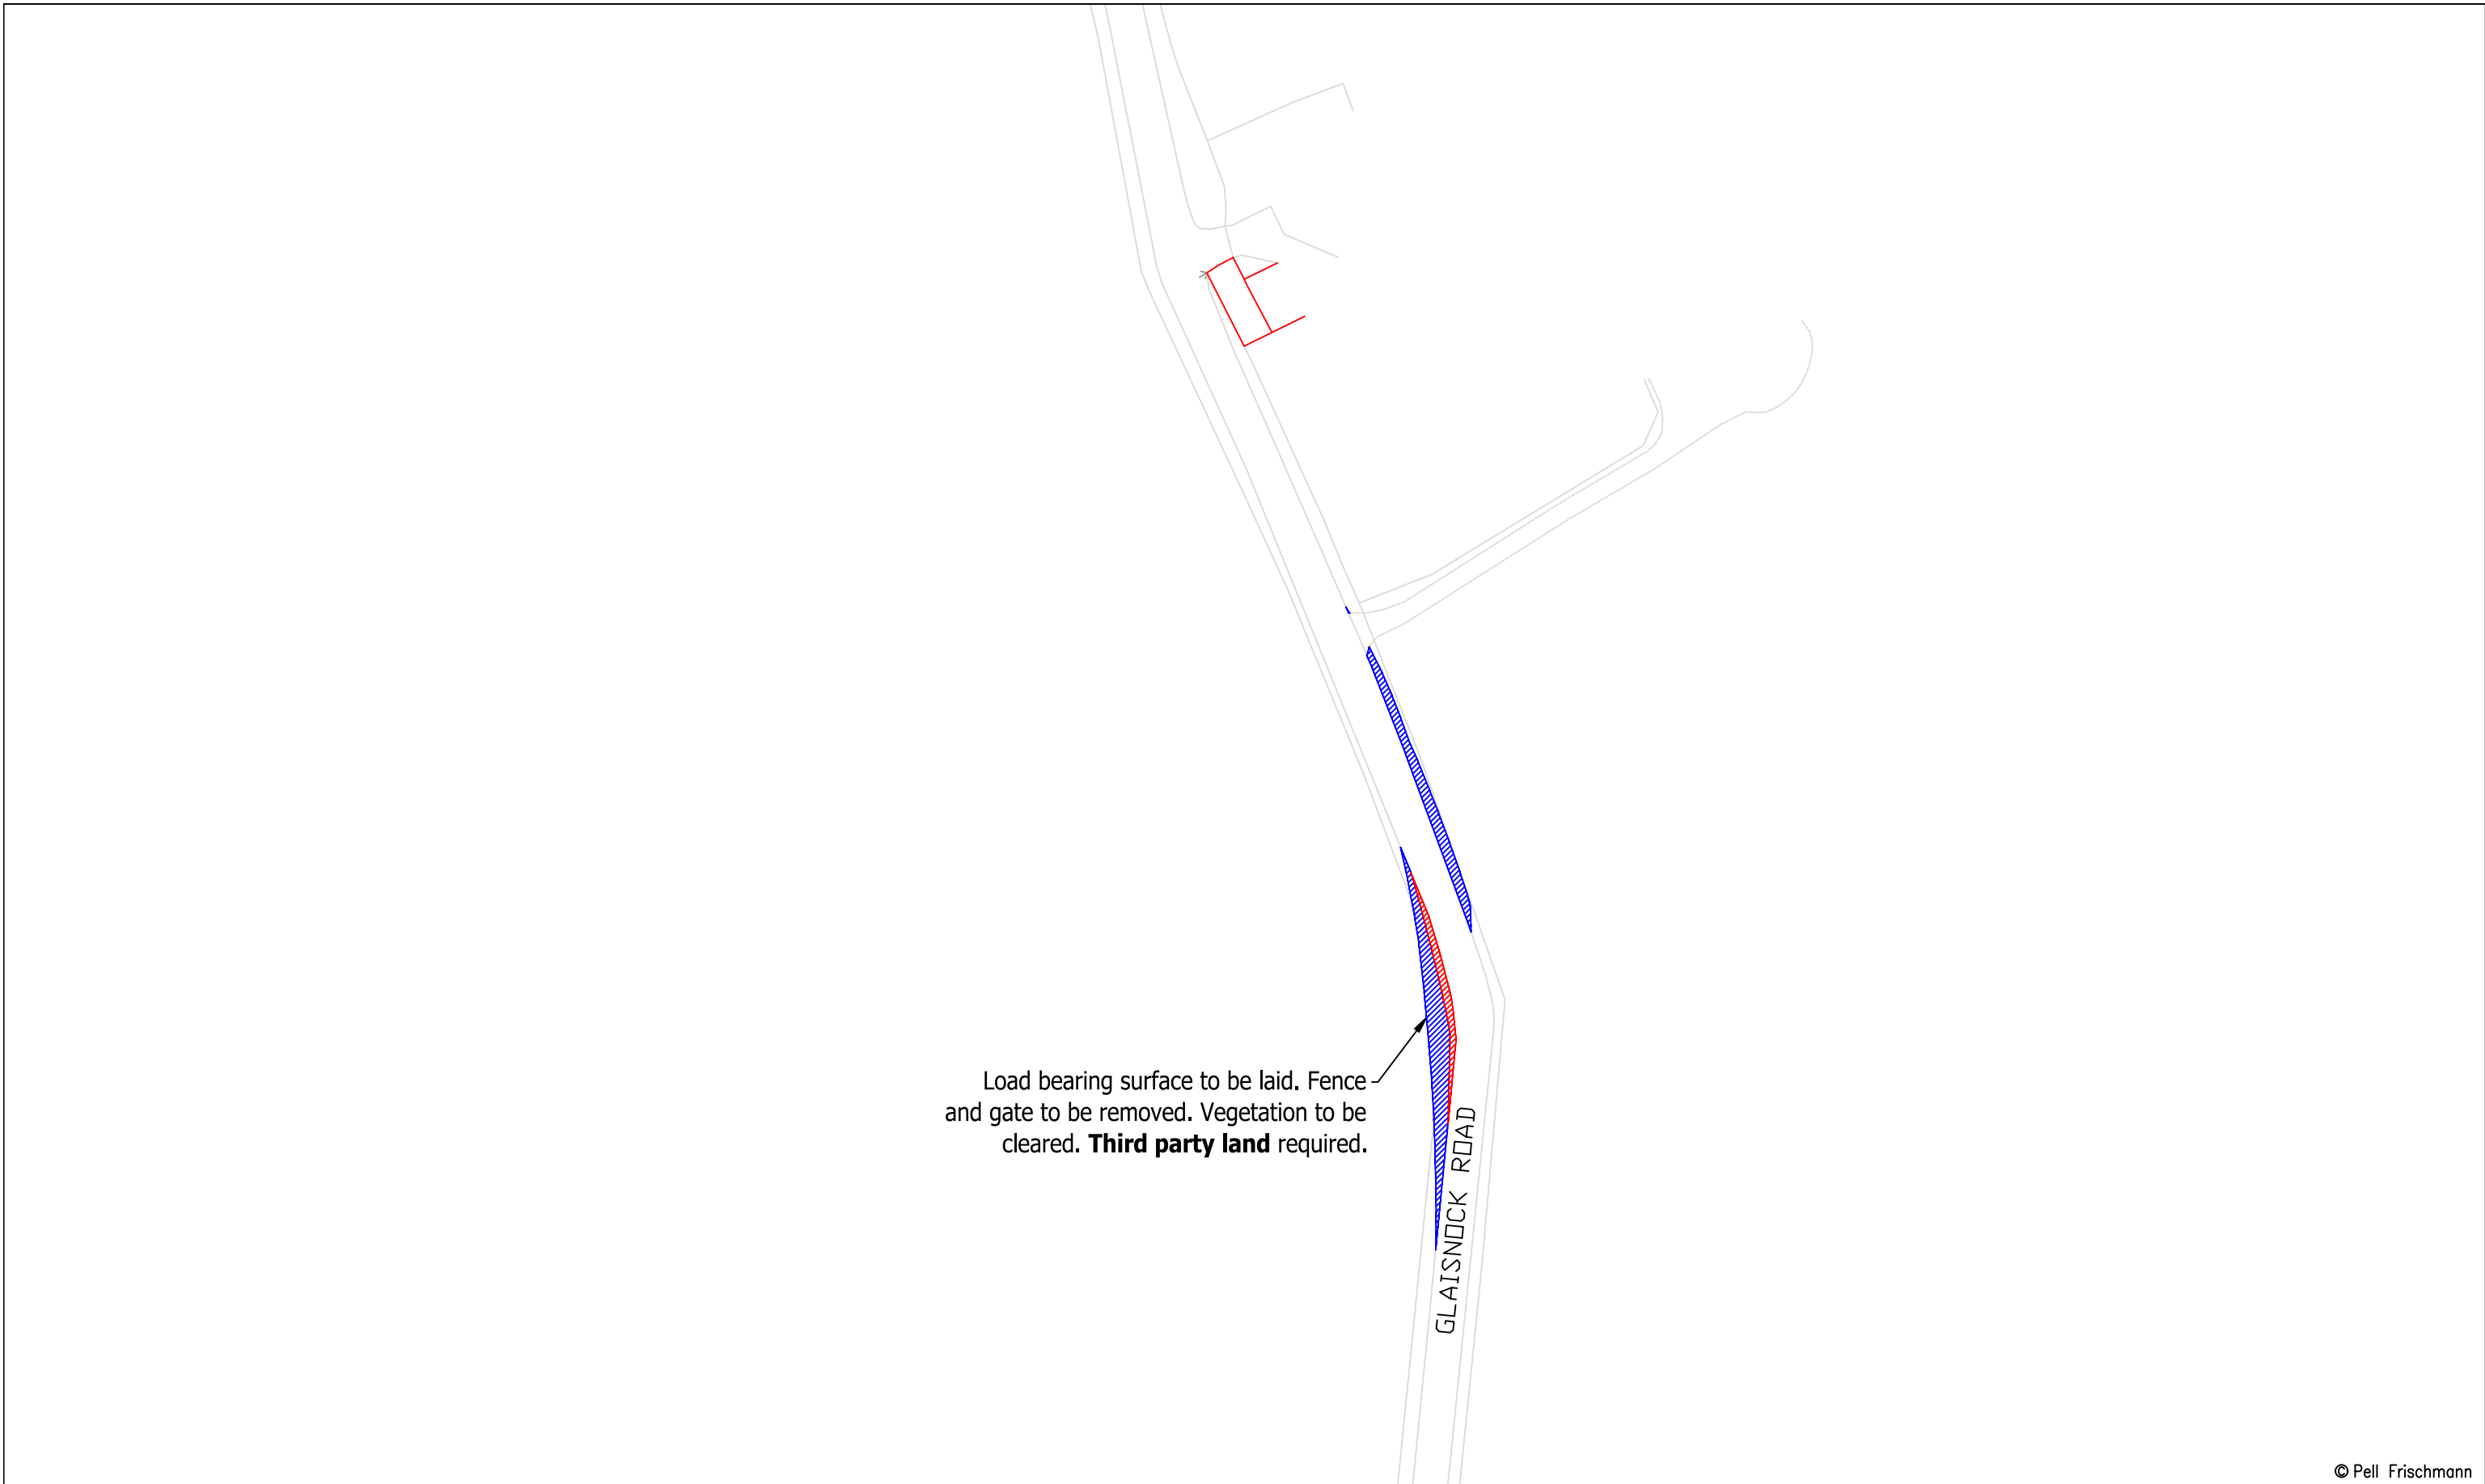 Load bearing surface to be laid. Fence
and gate to be removed. Vegetation to be
cleared. Third party land required.
GLAISNOCK ROAD
© Pell Frischmann